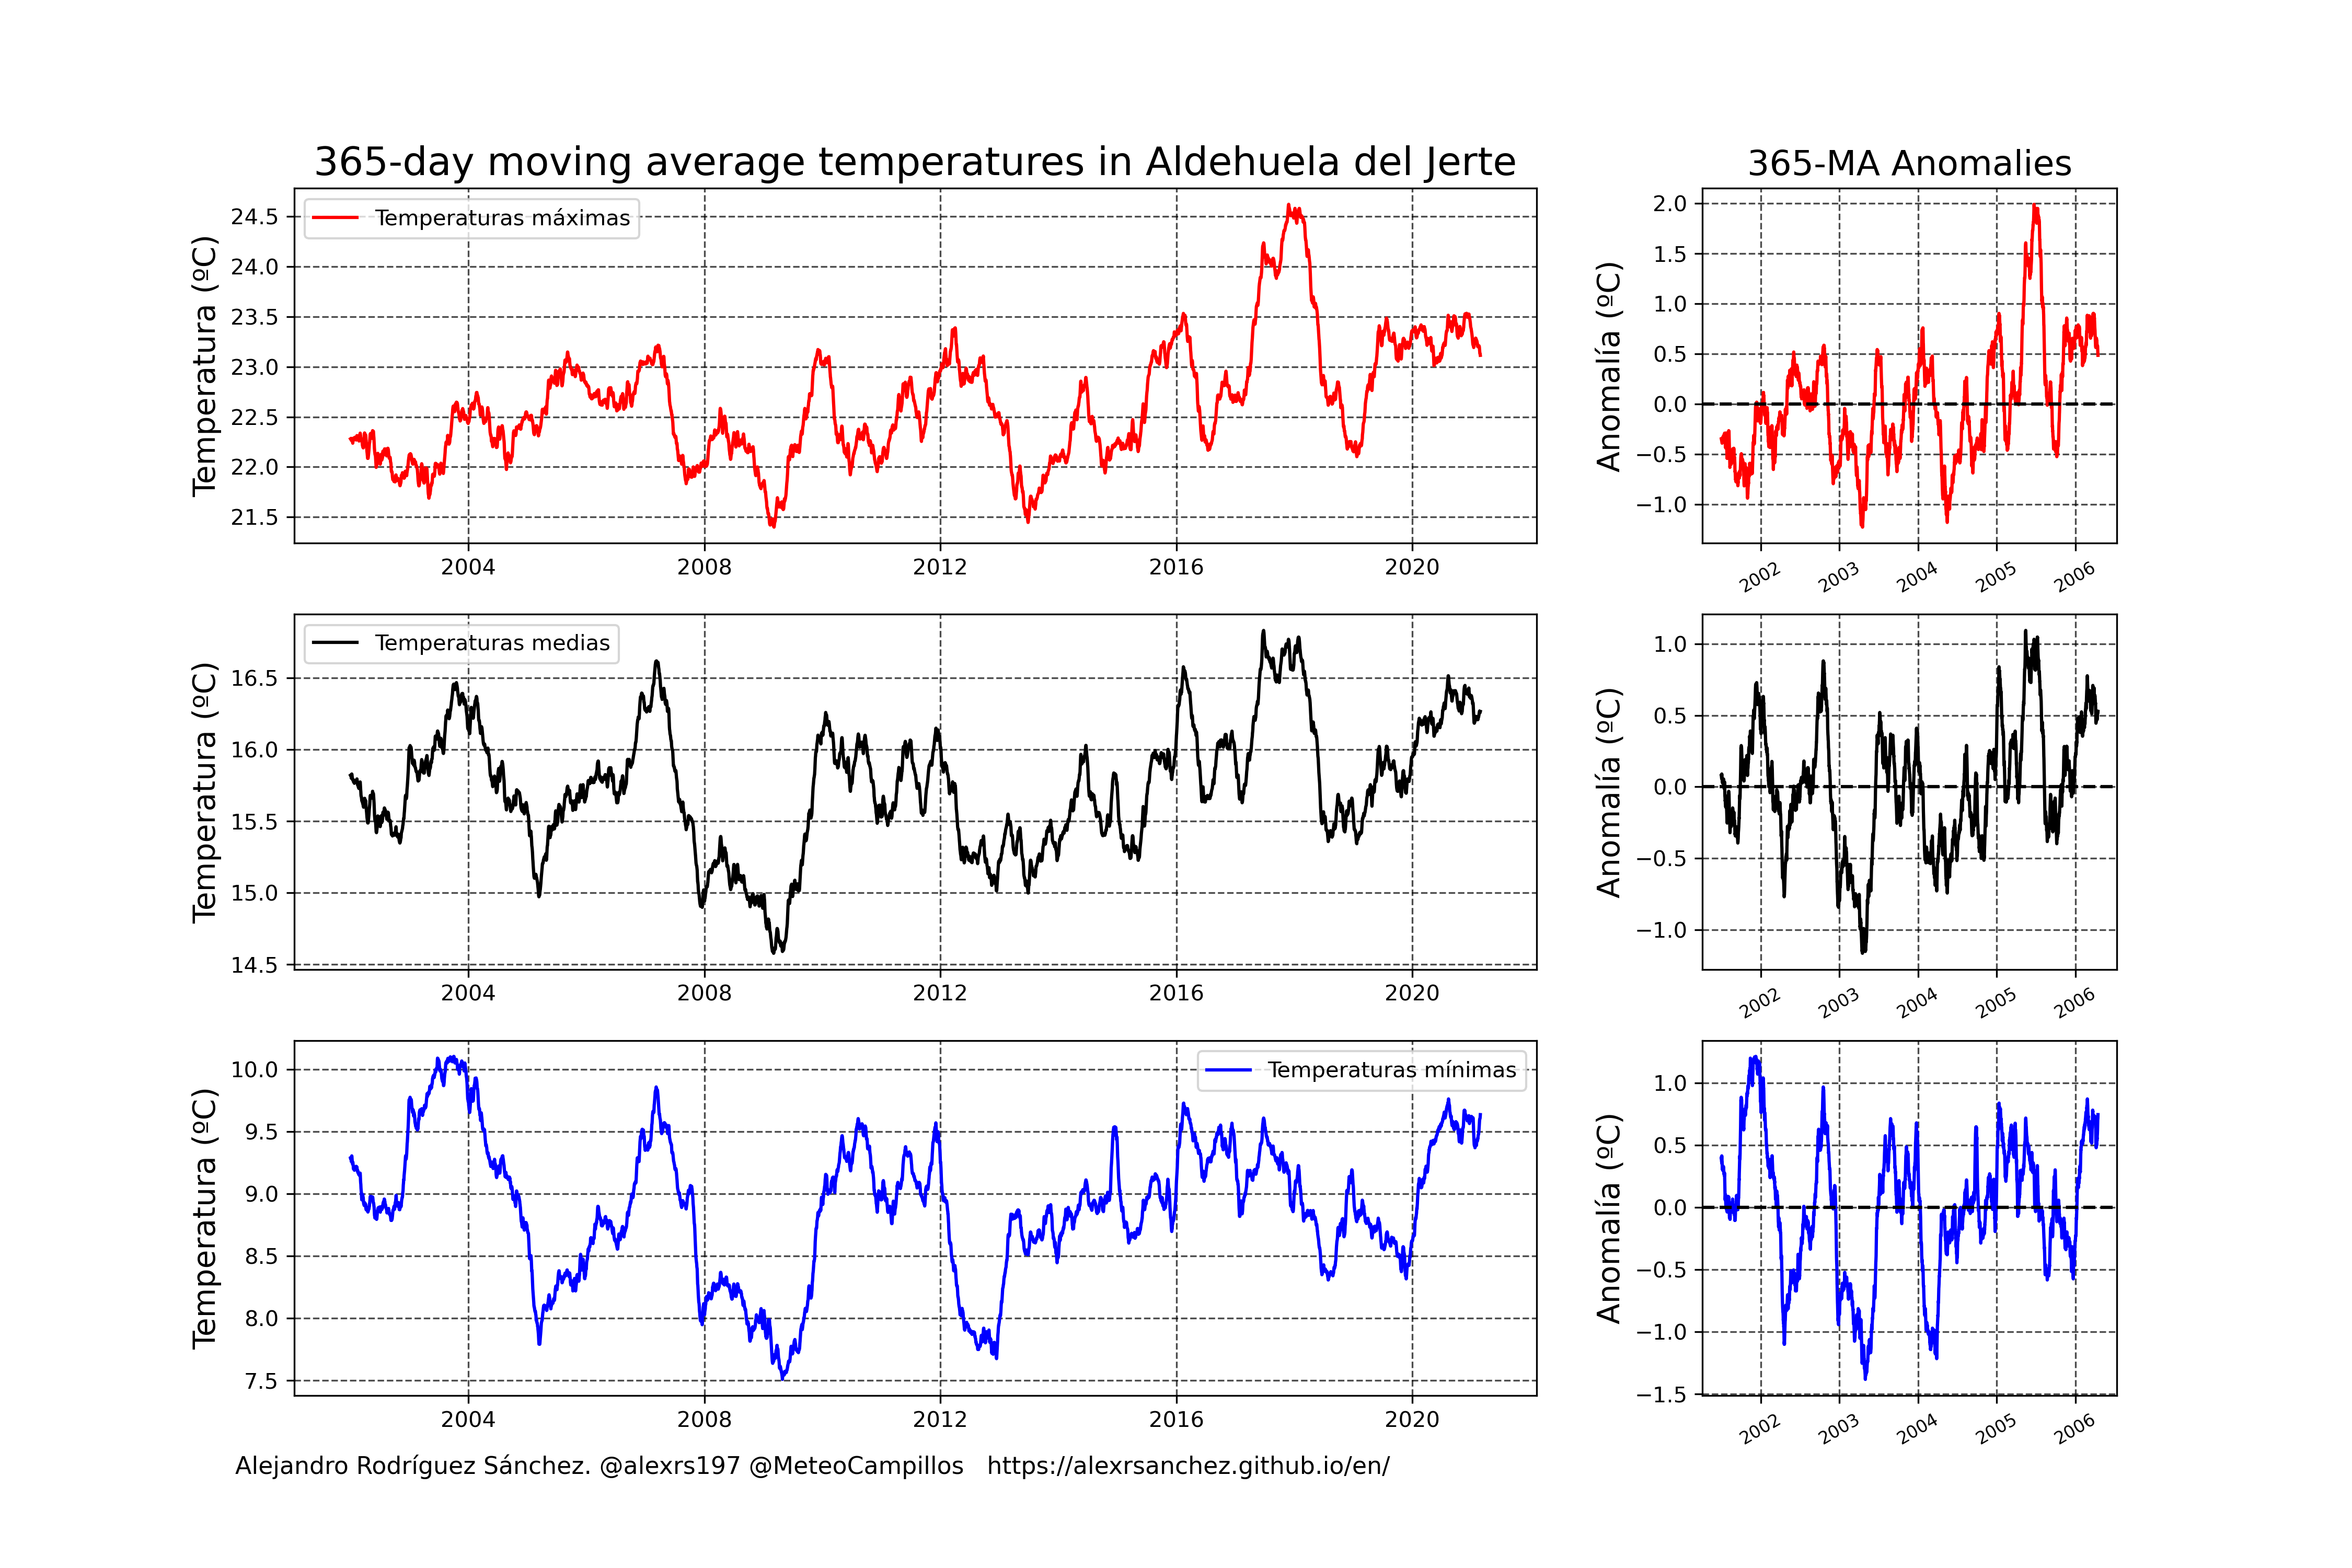 365-day moving average temperatures in Aldehuela del Jerte
365-MA Anomalies
Temperatura (ºC)
24.5
24.0
23.5
23.0
22.5
22.0
21.5
Temperaturas máximas
2004 2008 2012 2016 2020
Anomalía (ºC)
2.0
1.5
1.0
0.5
0.0
−0.5
−1.0
2002 2003 2004 2005 2006
Temperatura (ºC)
16.5
16.0
15.5
15.0
14.5
Temperaturas medias
2004 2008 2012 2016 2020
Anomalía (ºC)
1.0
0.5
0.0
−0.5
−1.0
2002 2003 2004 2005 2006
Temperatura (ºC)
10.0
9.5
9.0
8.5
8.0
7.5
Temperaturas mínimas
2004 2008 2012 2016 2020
Anomalía (ºC)
1.0
0.5
0.0
−0.5
−1.0
−1.5
2002 2003 2004 2005 2006
Alejandro Rodríguez Sánchez. @alexrs197 @MeteoCampillos https://alexrsanchez.github.io/en/